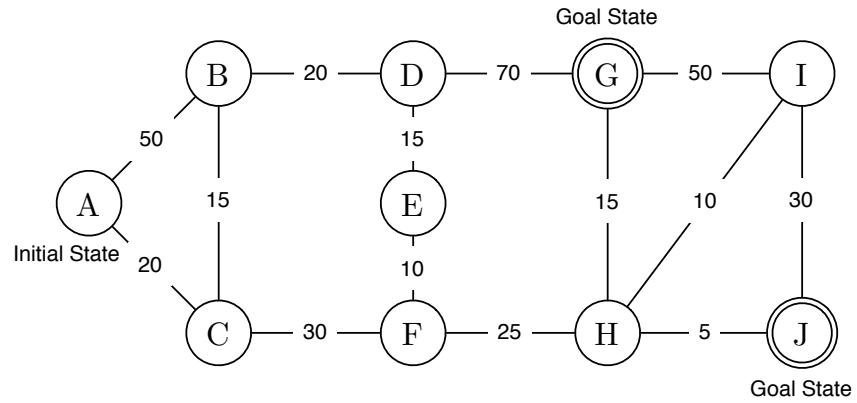 Goal State
B 20 D 70 G 50 I
50 15
A 15 E 15 10 30
Initial State
20 10
C 30 F 25 H 5 J
Goal State